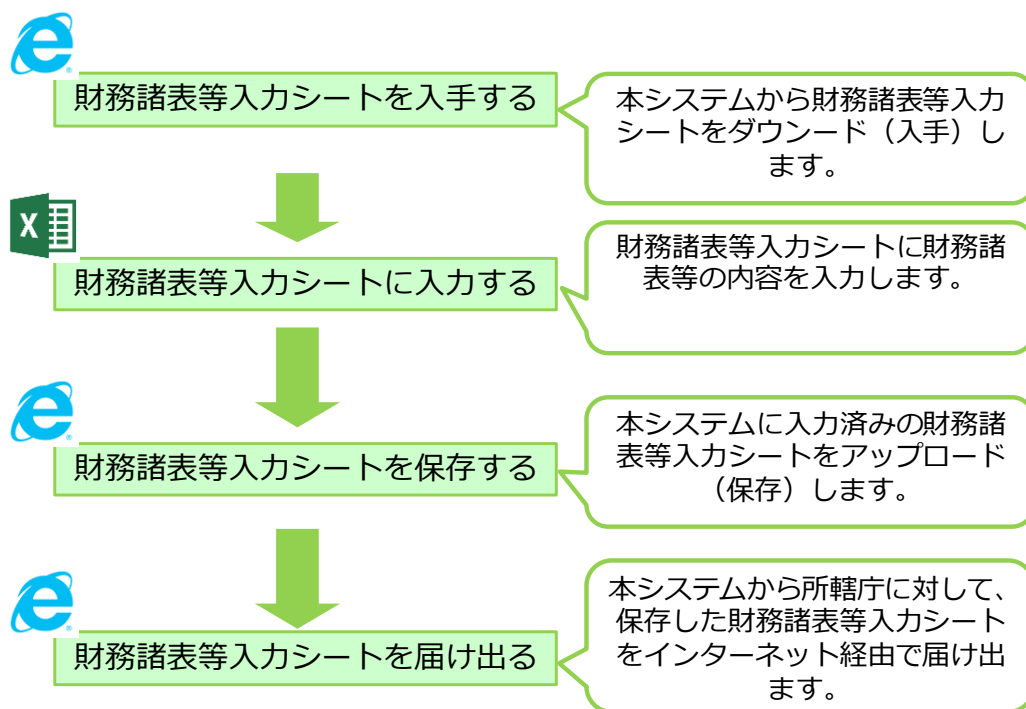 財務諸表等入力シートを入手する
本システムから財務諸表等入力
シートをダウンード（入手）し
ます。
財務諸表等入力シートに入力する
財務諸表等入力シートに財務諸
表等の内容を入力します。
財務諸表等入力シートを保存する
本システムに入力済みの財務諸
表等入力シートをアップロード
（保存）します。
財務諸表等入力シートを届け出る
本システムから所轄庁に対して、
保存した財務諸表等入力シート
をインターネット経由で届け出
ます。